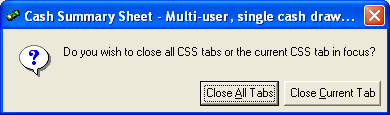 Cash Summary Sheet - Multi-user, single cash draw...
Do you wish to close all CSS tabs or the current CSS tab in focus?
Close All Tabs
Close Current Tab